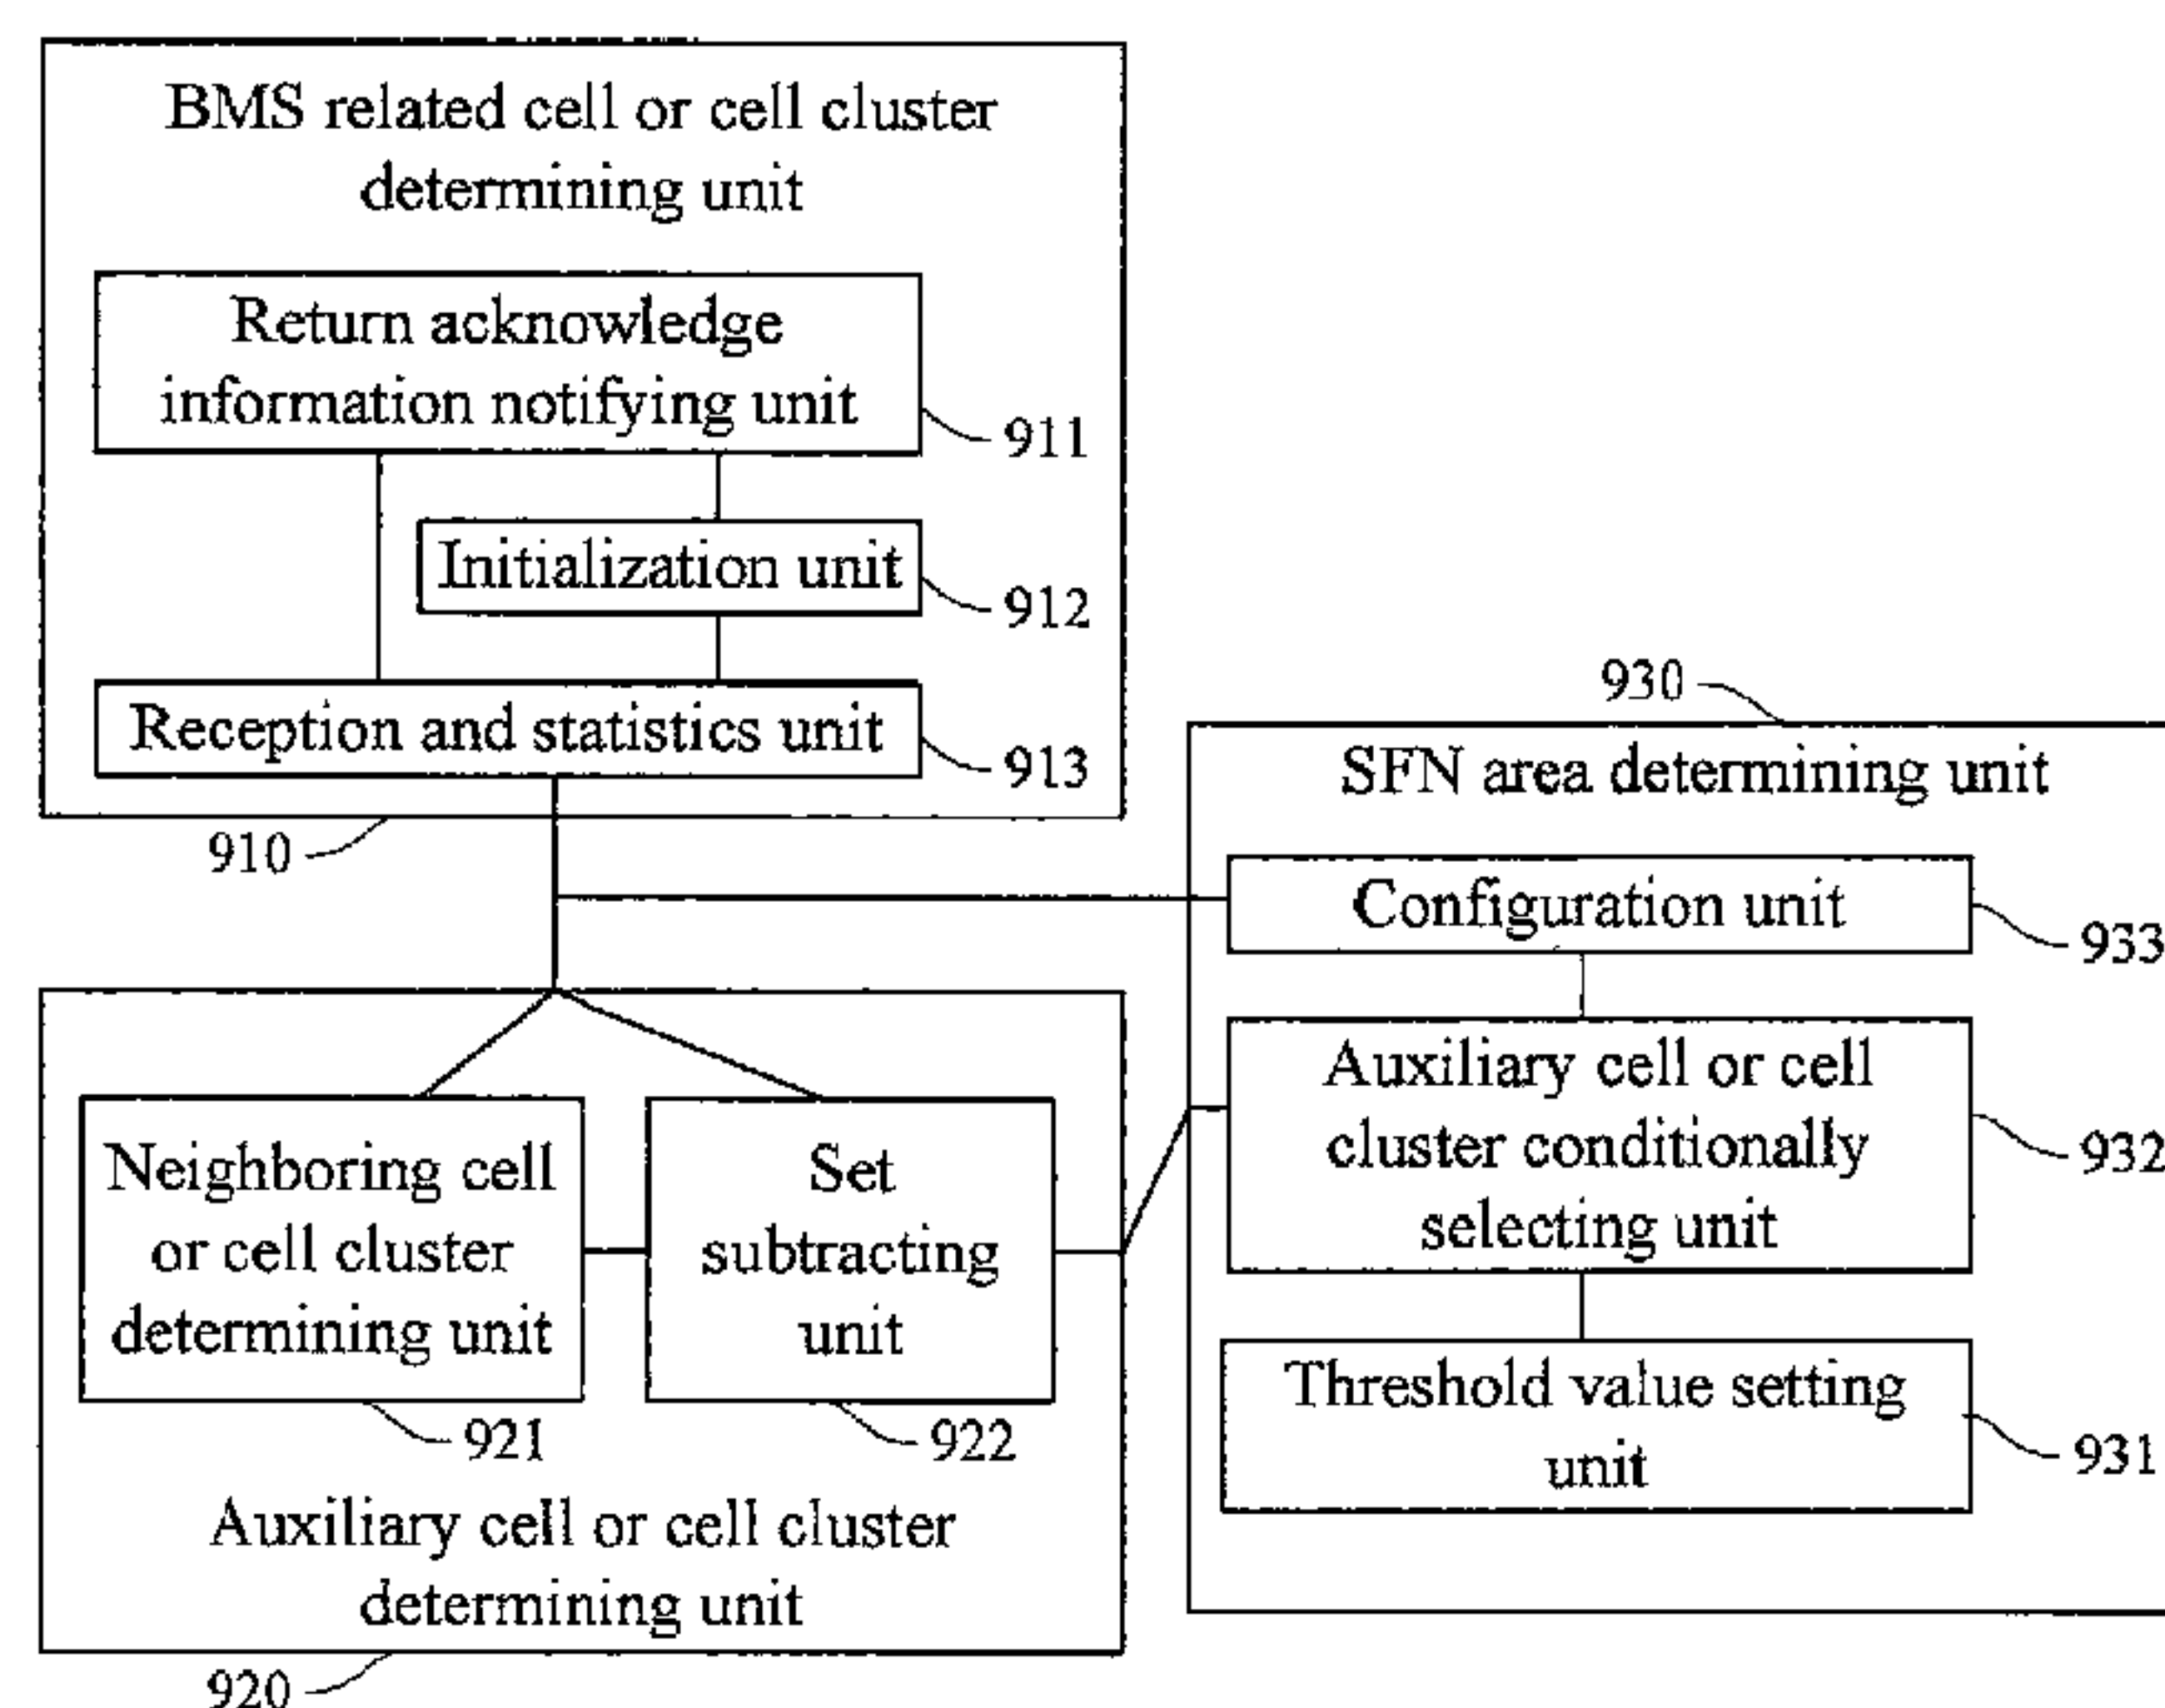 BMS related cell or cell cluster
determining unit
Return acknowledge
information notifying unit
911
Initialization unit
912
Reception and statistics unit
913
910
930
SFN area determining unit
Configuration unit
933
Auxiliary cell or cell
cluster conditionally
selecting unit
932
Threshold value setting
unit
931
Neighboring cell
or cell cluster
determining unit
921
Set
subtracting
unit
922
Auxiliary cell or cell cluster
determining unit
920